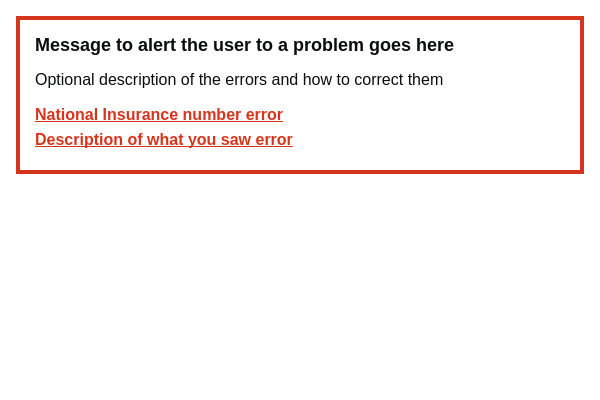 Message to alert the user to a problem goes here
Optional description of the errors and how to correct them
National Insurance number error
Description of what you saw error